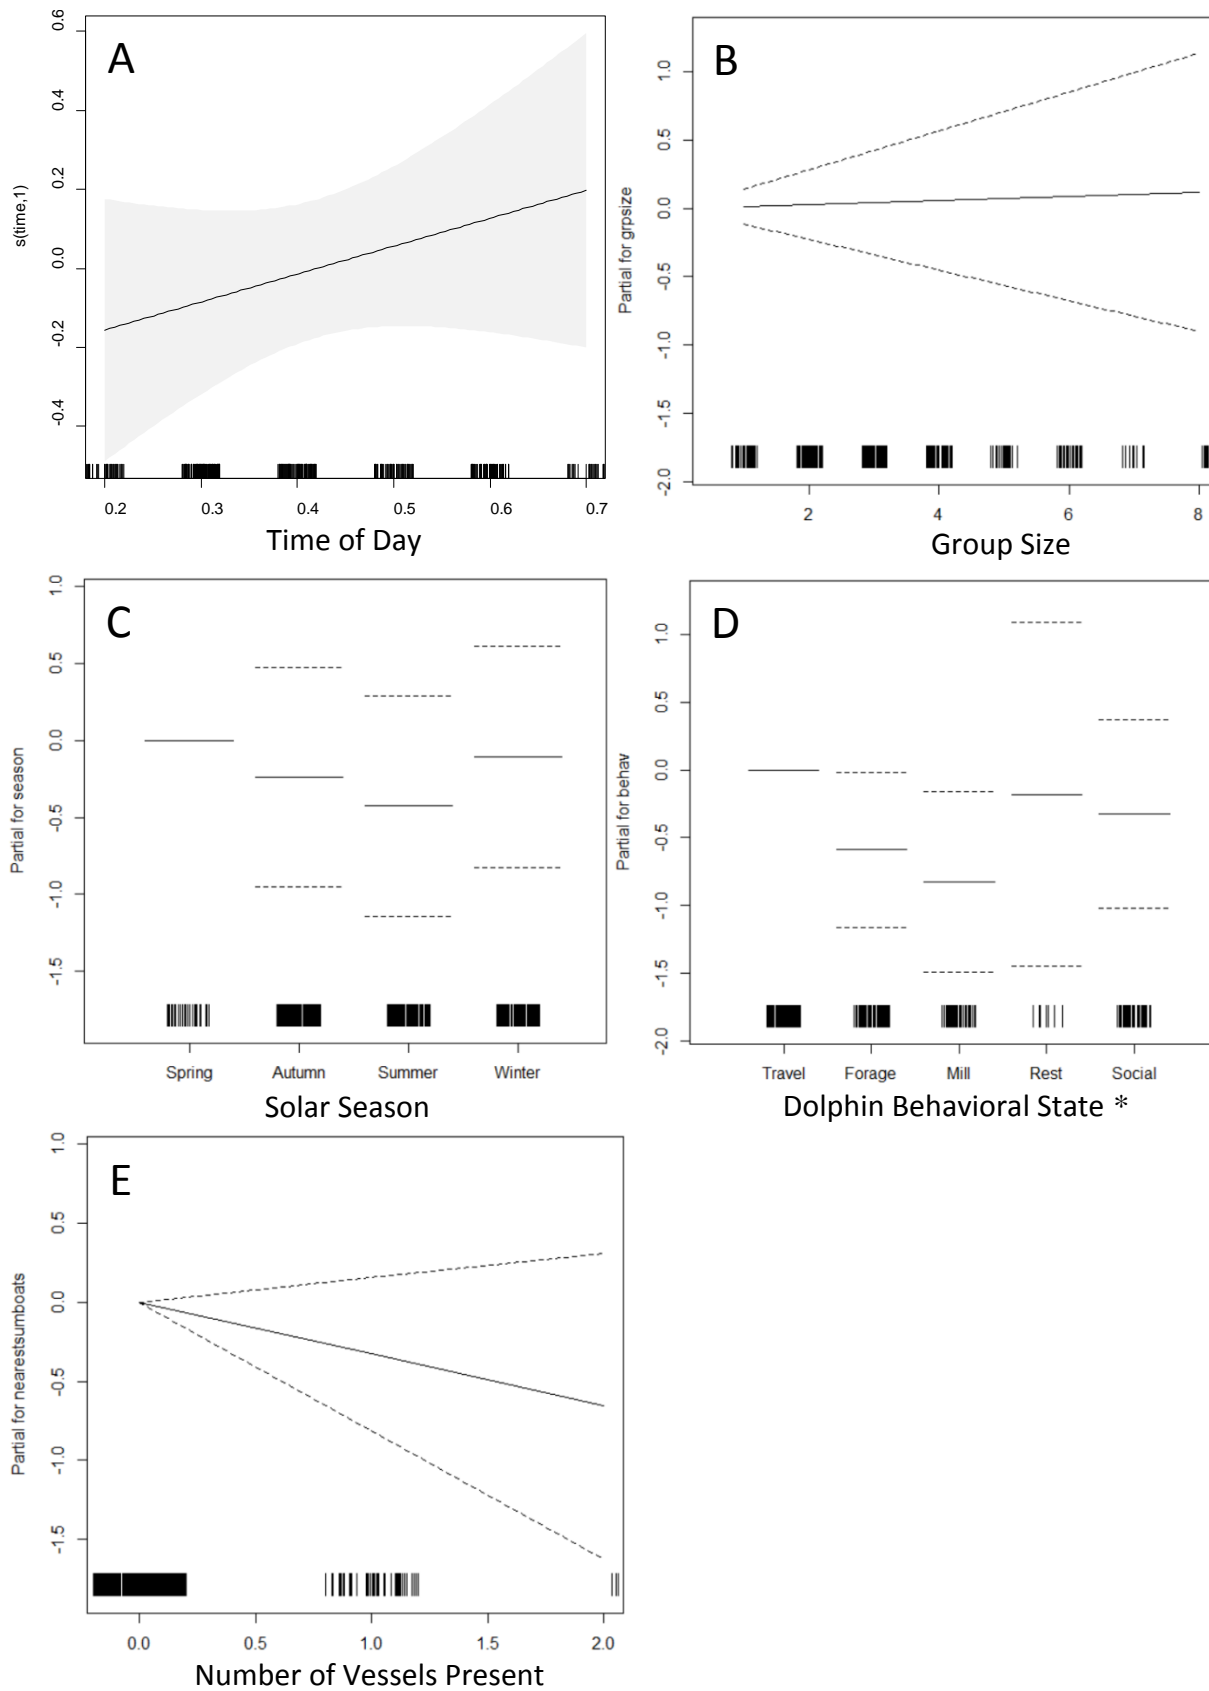 A
s(time,1)
0.6
0.4
0.2
0.0
-0.2
-0.4
0.2 0.3 0.4 0.5 0.6 0.7
Time of Day
B
Partial for grpsize
1.0
0.5
0.0
-0.5
-1.0
-1.5
-2.0
2 4 6 8
Group Size
C
Partial for season
1.0
0.5
0.0
-0.5
-1.0
-1.5
Spring Autumn Summer Winter
Solar Season
D
Partial for behav
1.0
0.5
0.0
-0.5
-1.0
-1.5
-2.0
Travel Forage Mill Rest Social
Dolphin Behavioral State *
E
Partial for nearestsumboats
1.0
0.5
0.0
-0.5
-1.0
-1.5
0.0 0.5 1.0 1.5 2.0
Number of Vessels Present